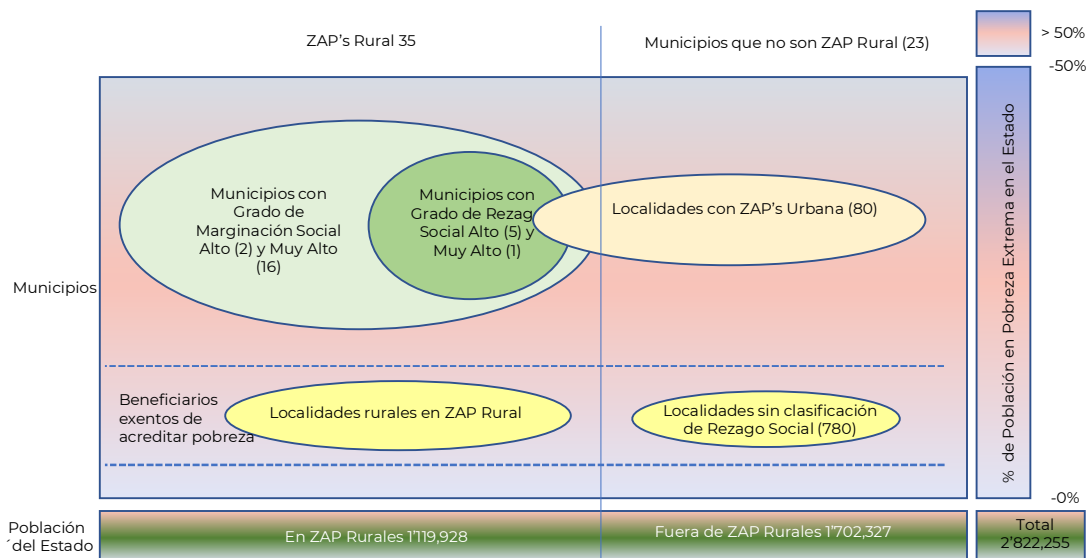 ZAP's Rural 35
Municipios que no son ZAP Rural (23)
> 50%
-50%
Municipios con
Grado de
Marginación Social
Alto (2) y Muy Alto
(16)
Municipios con
Grado de Rezag
Social Alto (5) y
Muy Alto (1)
Localidades con ZAP's Urbana (80)
Municipios
% de Población en Pobreza Extrema en el Estado
Beneficiarios
exentos de
acreditar pobreza
Localidades rurales en ZAP Rural
Localidades sin clasificación
de Rezago Social (780)
-0%
Población
´del Estado
En ZAP Rurales 1'119,928
Fuera de ZAP Rurales 1'702,327
Total
2'822,255